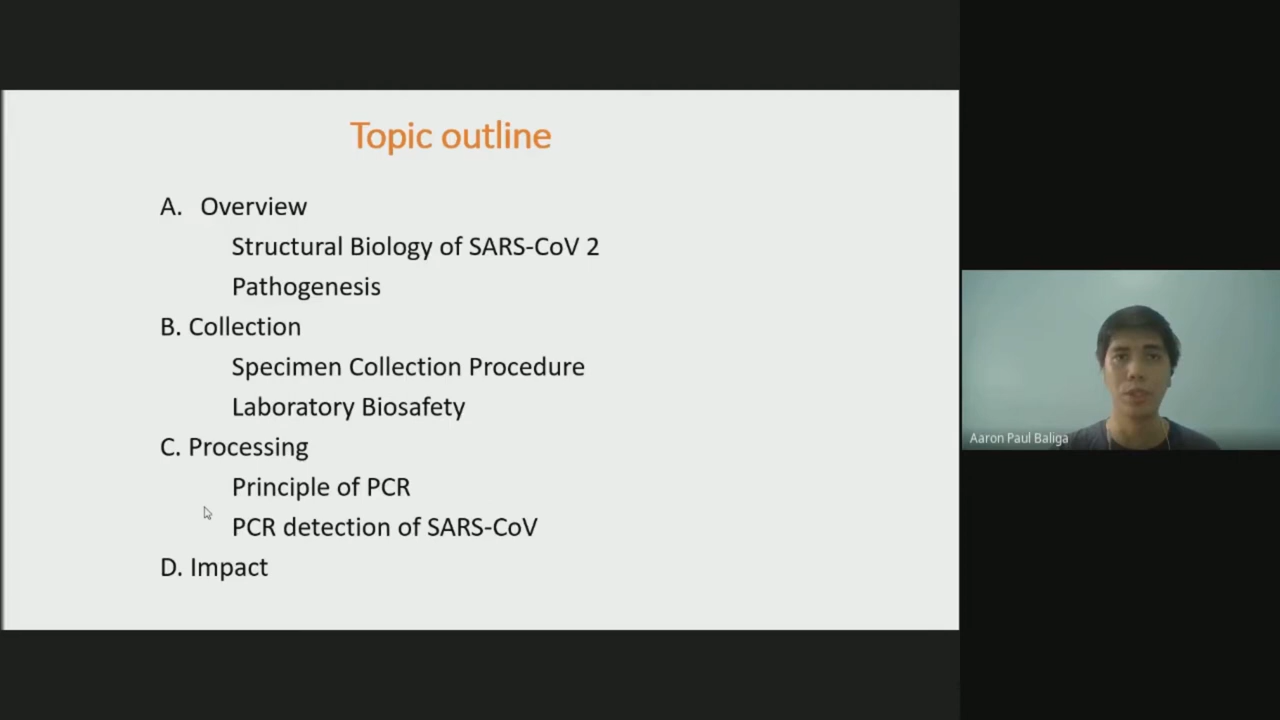 Topic outline
A. Overview
Structural Biology of SARS-CoV 2
Pathogenesis
B. Collection
Specimen Collection Procedure
Laboratory Biosafety
C. Processing
Principle of PCR
PCR detection of SARS-CoV
D. Impact
Aaron Paul Baliga